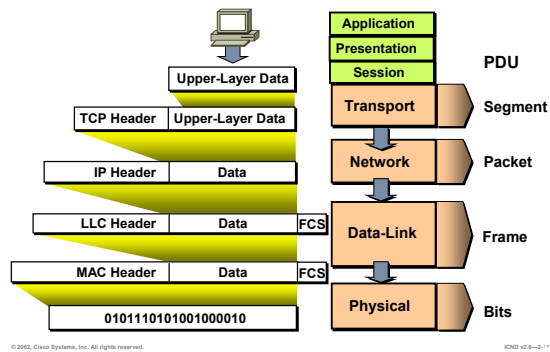 Application
Presentation
Session
PDU
Upper-Layer Data
Transport
Segment
TCP Header Upper-Layer Data
IP Header Data
Network
Packet
LLC Header Data FCS
Data-Link
Frame
MAC Header Data FCS
Physical
Bits
0101110101001000010
© 2002, Cisco Systems, Inc. All rights reserved.
ICND v2.0—2-